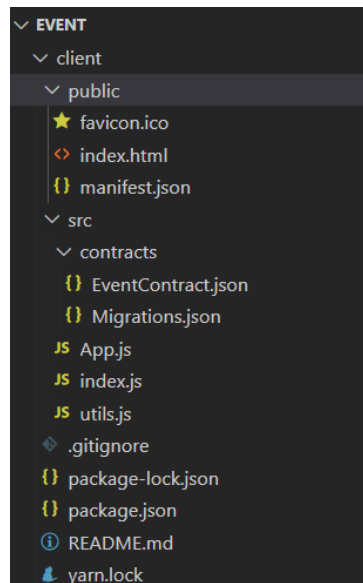 EVENT
client
public
favicon.ico
<> index.html
{} manifest.json
src
contracts
{} EventContract.json
{} Migrations.json
JS App.js
JS index.js
JS utils.js
.gitignore
{} package-lock.json
{} package.json
README.md
yarn.lock